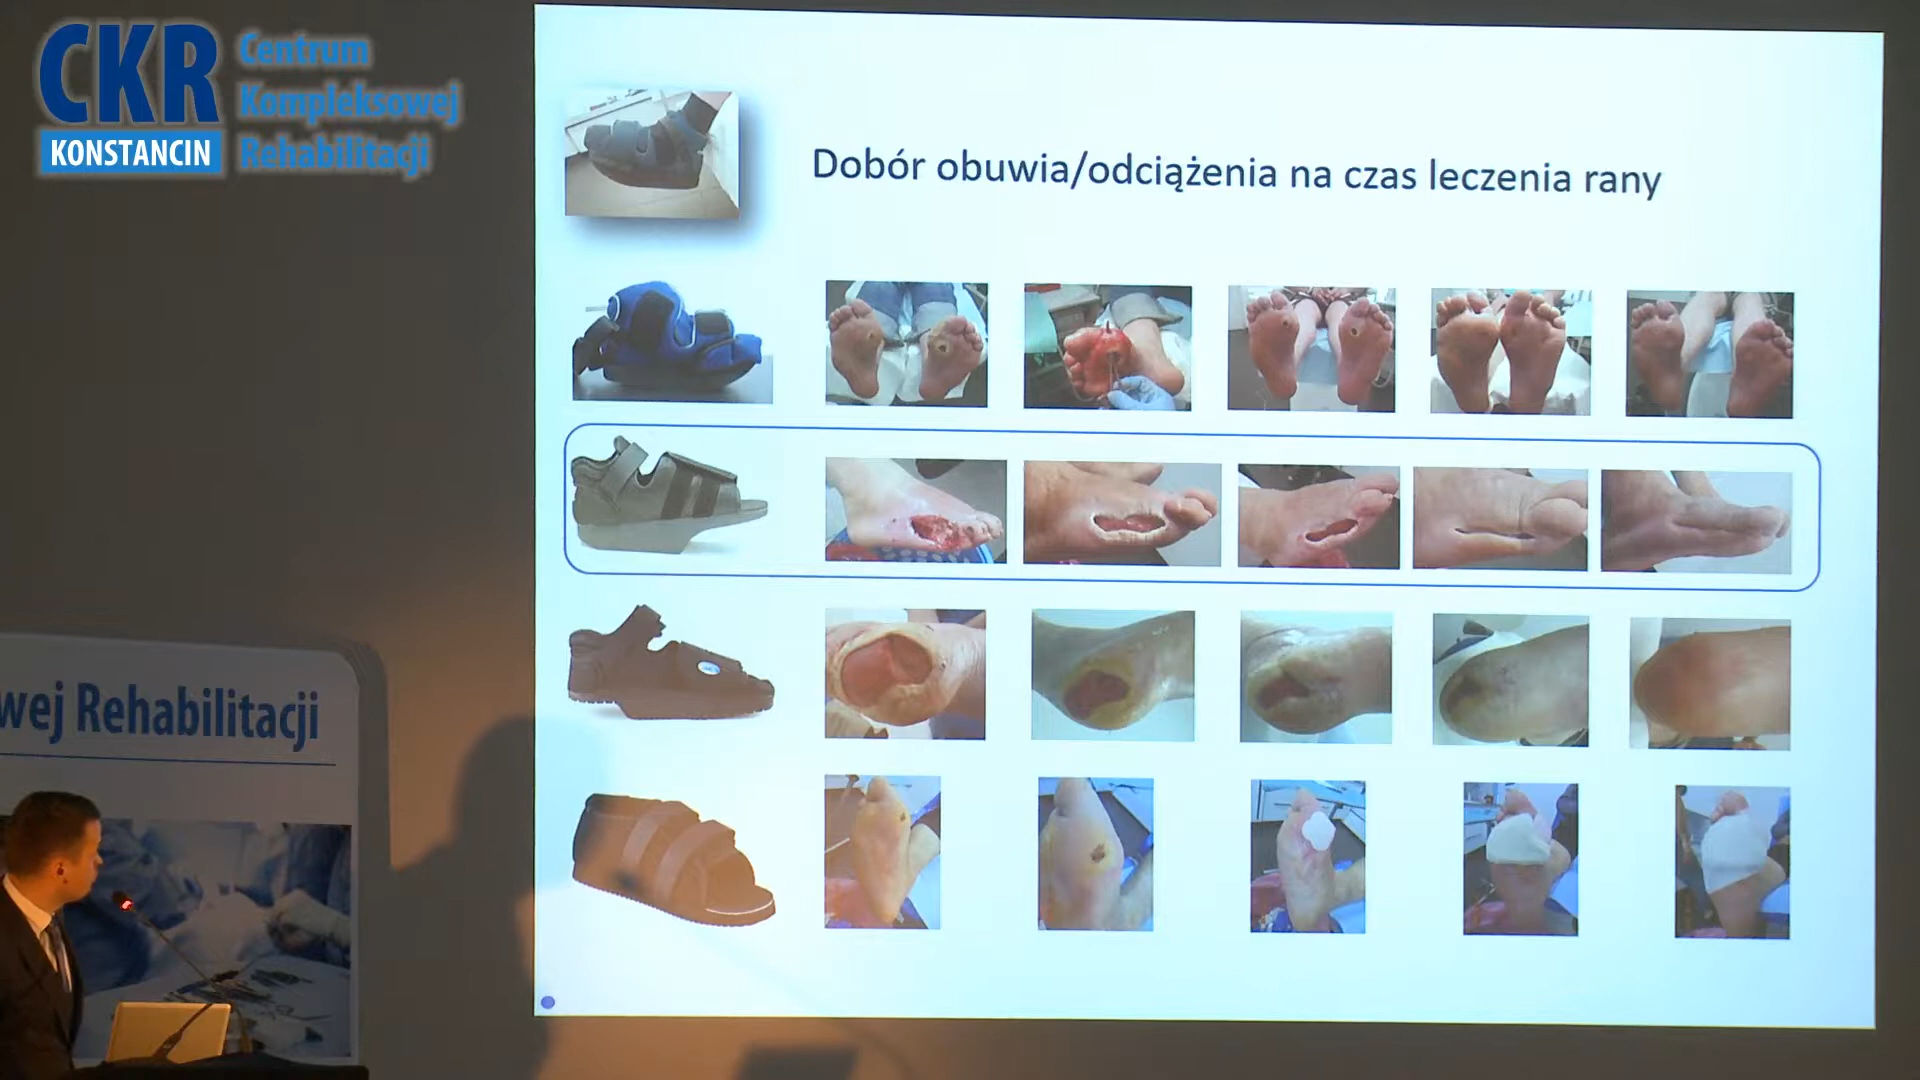 CKR
KONSTANCIN
Centrum
Kompleksowej
Rehabilitacji
Dobór obuwia/odciążenia na czas leczenia rany
wej Rehabilitacji